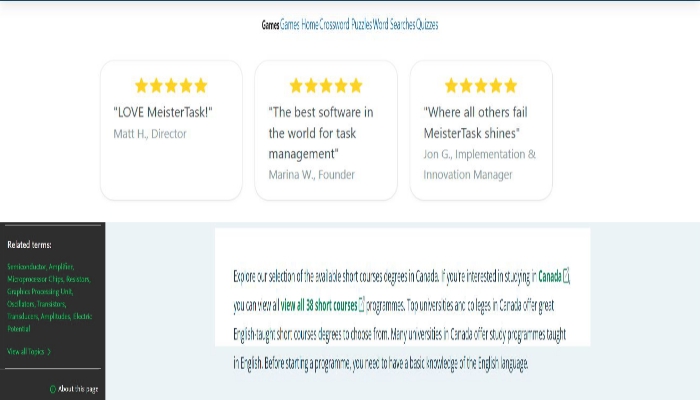 Games Games Home Crossword Puzzles Word Searches Quizzes
"LOVE MeisterTask!"
Matt H., Director
"The best software in
the world for task
management"
Marina W., Founder
"Where all others fail
MeisterTask shines"
Jon G., Implementation &
Innovation Manager
Related terms:
Semiconductor, Amplifier,
Microprocessor Chips, Resistors,
Graphics Processing Unit,
Oscillators, Transistors,
Transducers, Amplitudes, Electric
Potential
View all Topics
About this page
Explore our selection of the available short courses degrees in Canada. If you're interested in studying in Canada,
you can view all view all 38 short courses programmes. Top universities and colleges in Canada offer great
English-taught short courses degrees to choose from. Many universities in Canada offer study programmes taught
in English. Before starting a programme, you need to have a basic knowledge of the English language.